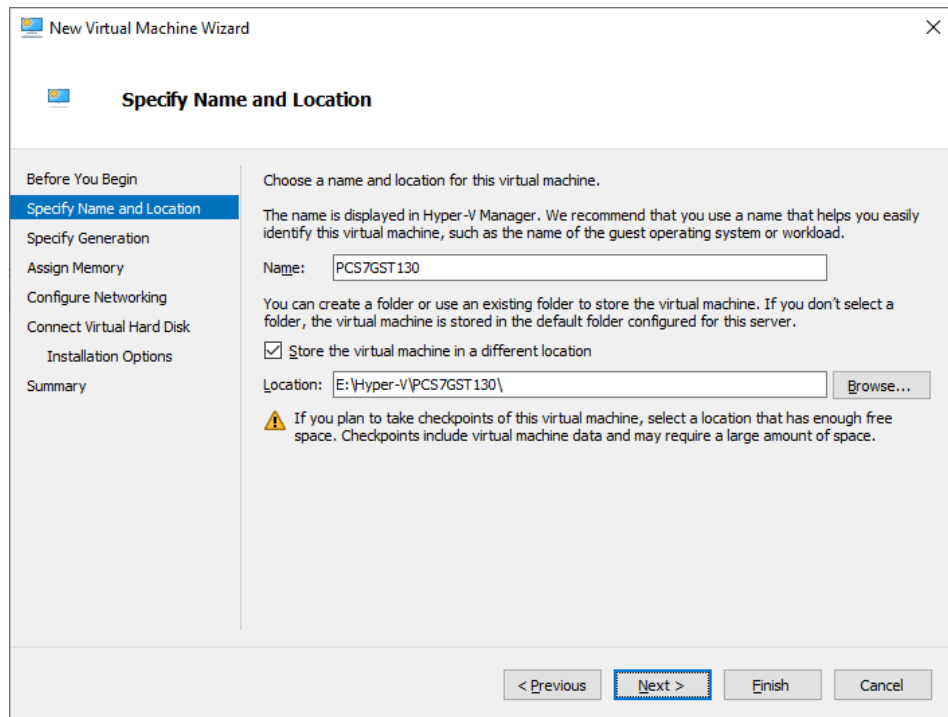 New Virtual Machine Wizard
Specify Name and Location
Before You Begin
Specify Name and Location
Specify Generation
Assign Memory
Configure Networking
Connect Virtual Hard Disk
Installation Options
Summary
Choose a name and location for this virtual machine.
The name is displayed in Hyper-V Manager. We recommend that you use a name that helps you easily
identify this virtual machine, such as the name of the guest operating system or workload.
Name: PCS7GST130
You can create a folder or use an existing folder to store the virtual machine. If you don't select a
folder, the virtual machine is stored in the default folder configured for this server.
Store the virtual machine in a different location
Location: E:\Hyper-V\PCS7GST130\ Browse...
If you plan to take checkpoints of this virtual machine, select a location that has enough free
space. Checkpoints include virtual machine data and may require a large amount of space.
< Previous Next > Finish Cancel